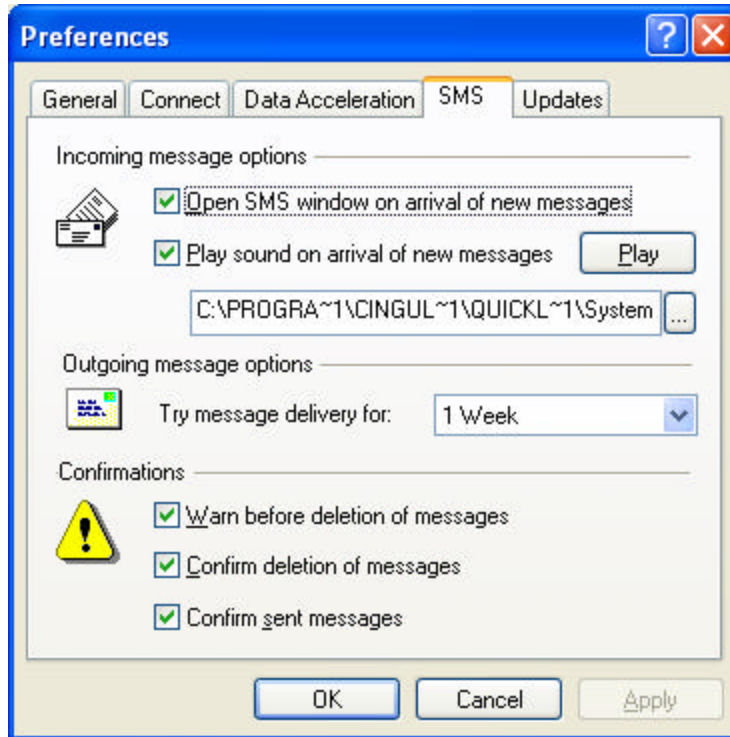 Preferences
General Connect Data Acceleration SMS Updates
Incoming message options
Open SMS window on arrival of new messages
Play sound on arrival of new messages Play
C:\PROGRA~1\CINGUL~1\QUICKL~1\System ...
Outgoing message options
Try message delivery for: 1 Week
Confirmations
Warn before deletion of messages
Confirm deletion of messages
Confirm sent messages
OK Cancel Apply